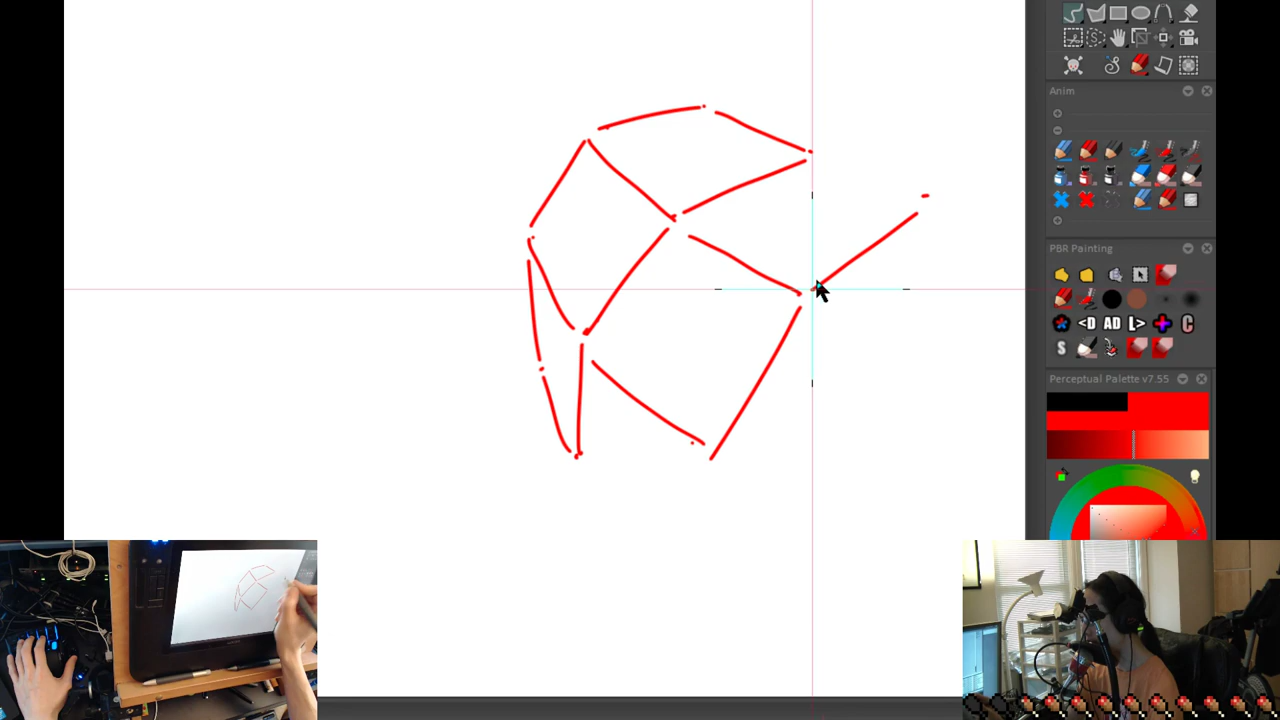 Anim
PBR Painting
<D AD L>
C
S
Perceptual Palette v7.55